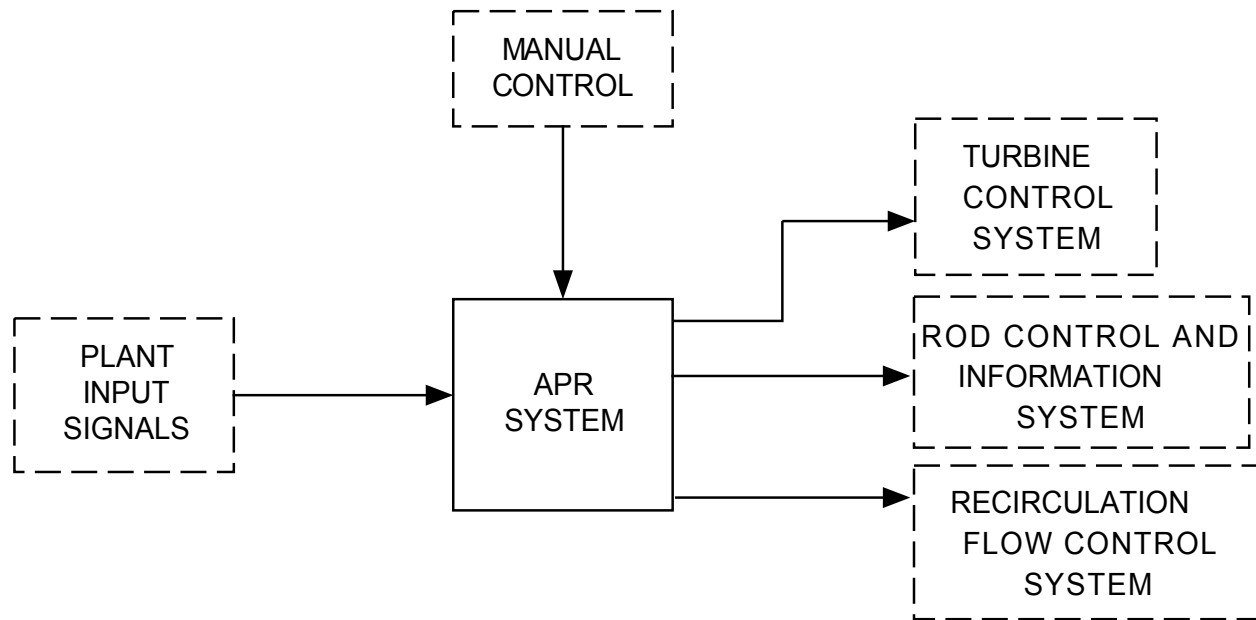 MANUAL
CONTROL
TURBINE
CONTROL
SYSTEM
PLANT
INPUT
SIGNALS
APR
SYSTEM
ROD CONTROL AND
INFORMATION
SYSTEM
RECIRCULATION
FLOW CONTROL
SYSTEM